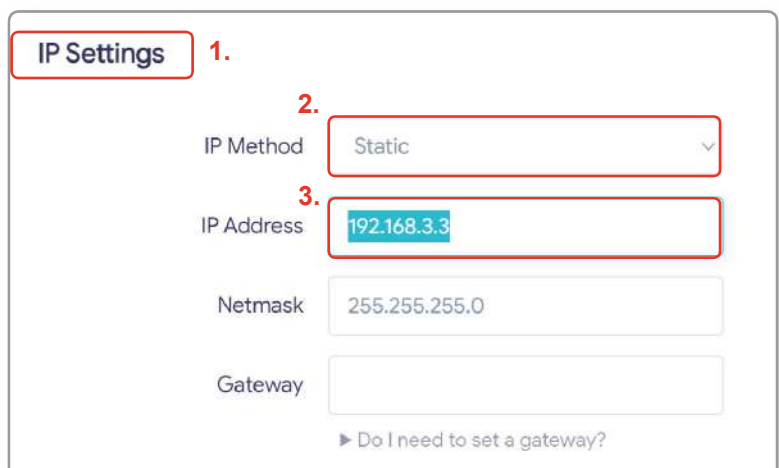 IP Settings 1.
2.
IP Method Static
3.
IP Address 192.168.3.3
Netmask 255.255.255.0
Gateway
▶ Do I need to set a gateway?